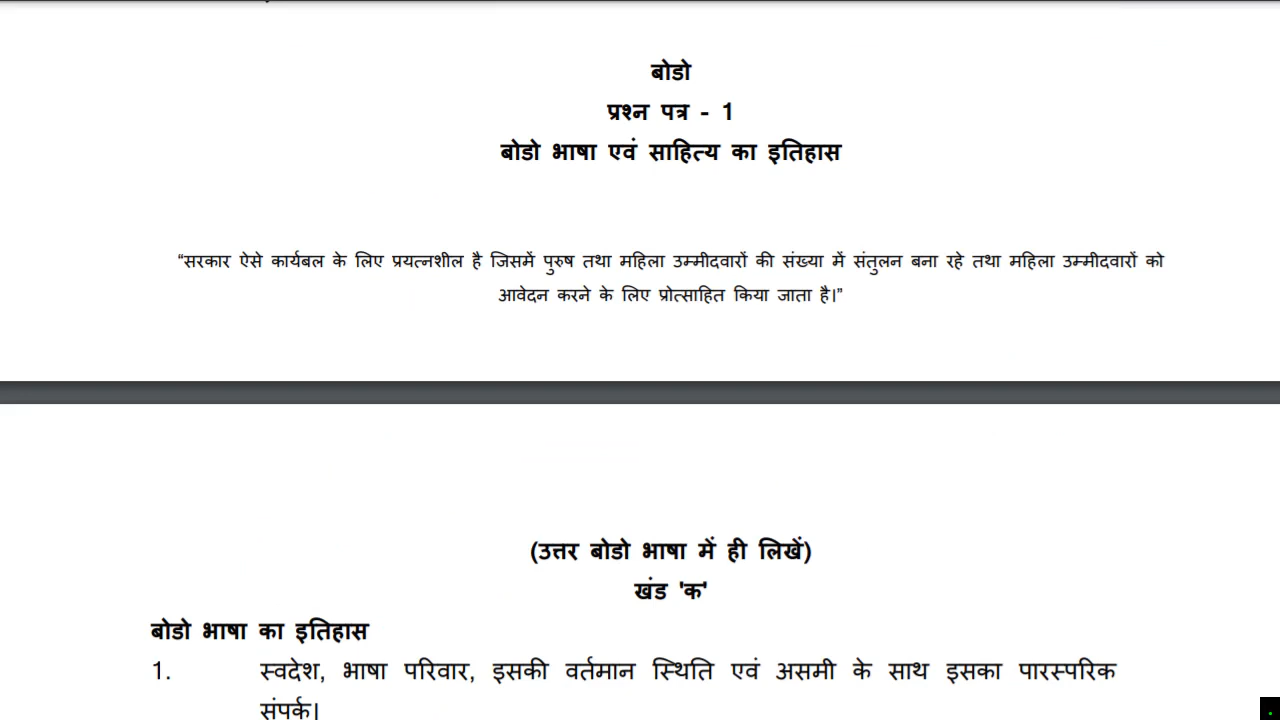 बोडो
प्रश्न पत्र - 1
बोडो भाषा एवं साहित्य का इतिहास
“सरकार ऐसे कार्यबल के लिए प्रयत्नशील है जिसमें पुरुष तथा महिला उम्मीदवारों की संख्या में संतुलन बना रहे तथा महिला उम्मीदवारों को
आवेदन करने के लिए प्रोत्साहित किया जाता है।”
(उत्तर बोडो भाषा में ही लिखें)
खंड 'क'
बोडो भाषा का इतिहास
1. स्वदेश, भाषा परिवार, इसकी वर्तमान स्थिति एवं असमी के साथ इसका पारस्परिक
संपर्क।